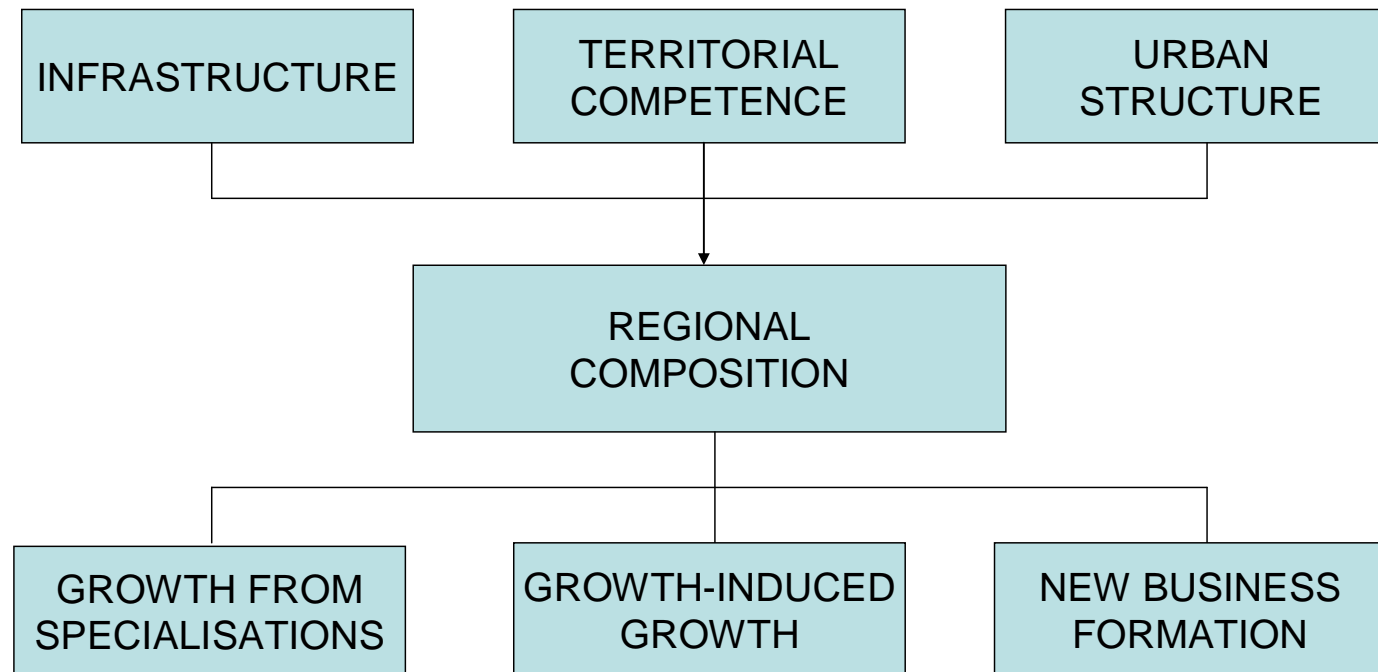 INFRASTRUCTURE
TERRITORIAL
COMPETENCE
URBAN
STRUCTURE
REGIONAL
COMPOSITION
GROWTH FROM
SPECIALISATIONS
GROWTH-INDUCED
GROWTH
NEW BUSINESS
FORMATION